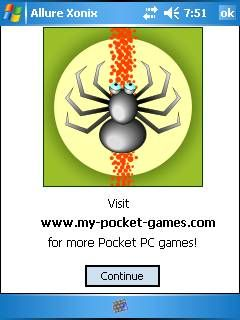 Allure Xonix 7:51 ok
Visit
www.my-pocket-games.com
for more Pocket PC games!
Continue